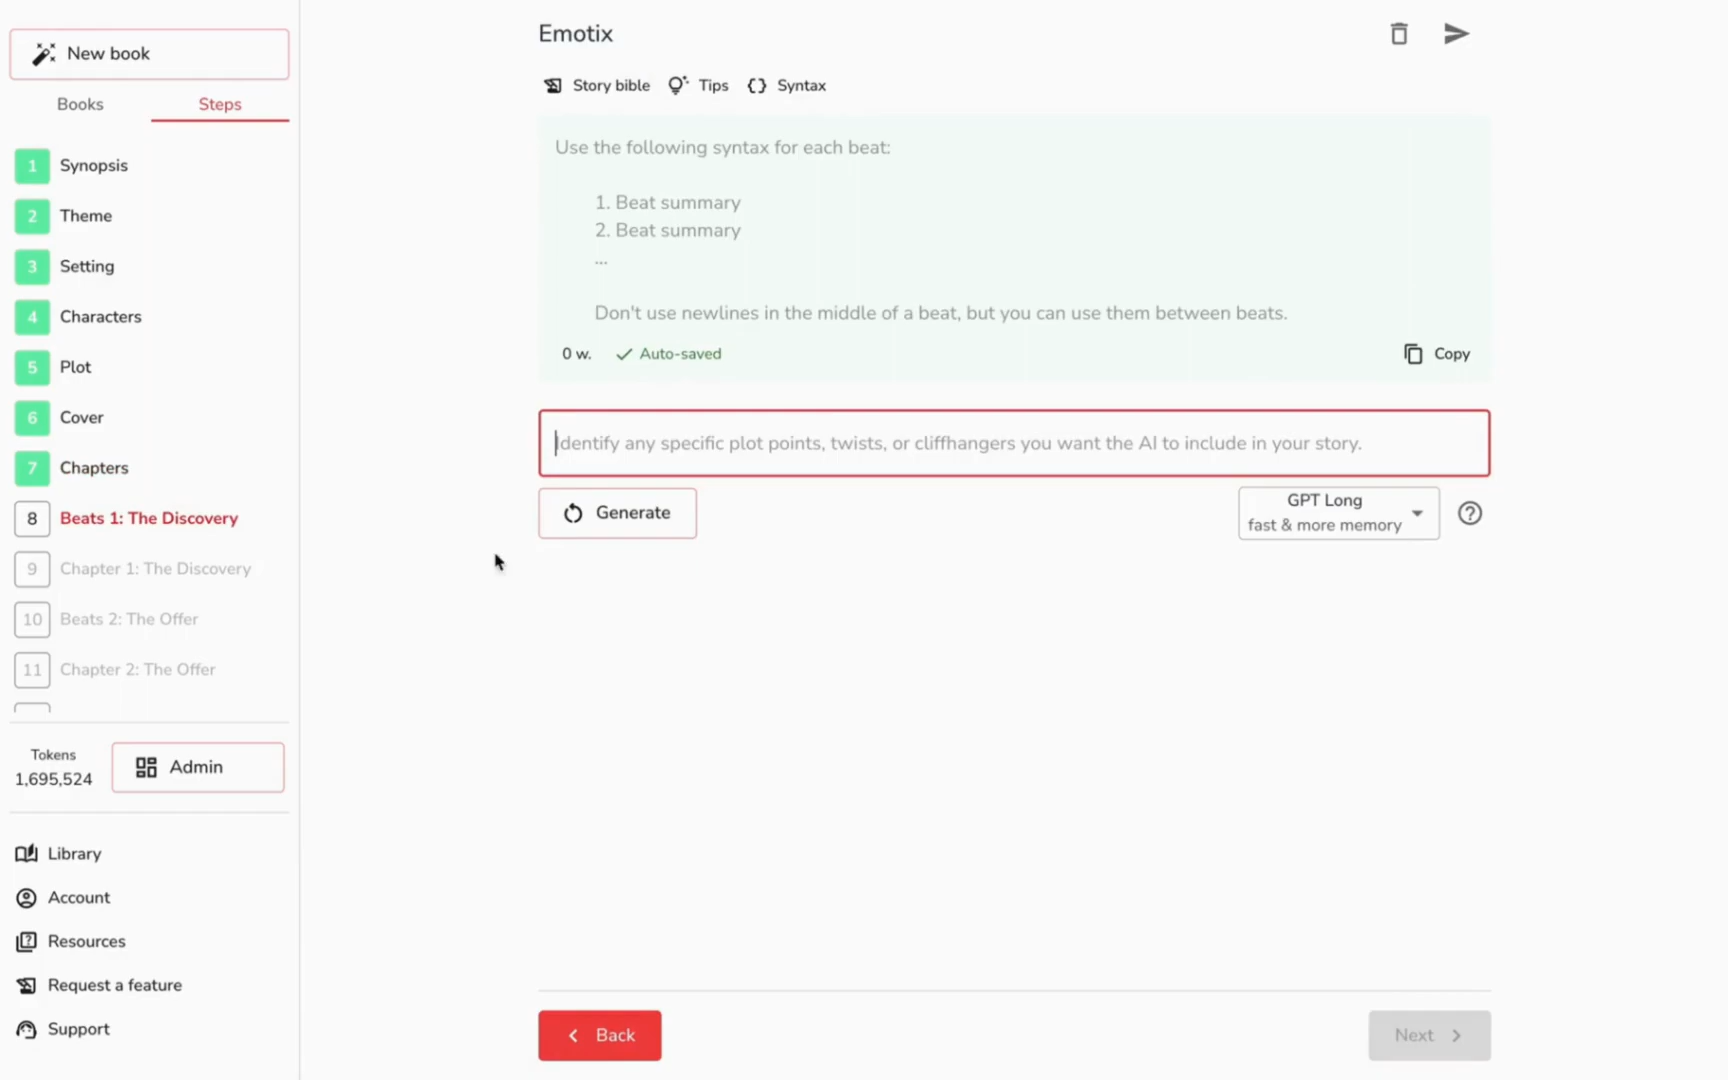 New book
Books
Steps
1 Synopsis
2 Theme
3 Setting
4 Characters
5 Plot
6 Cover
7 Chapters
8 Beats 1: The Discovery
9 Chapter 1: The Discovery
10 Beats 2: The Offer
11 Chapter 2: The Offer
Tokens
1,695,524
Admin
Library
Account
Resources
Request a feature
Support
Emotix
Story bible
Tips
Syntax
Use the following syntax for each beat:
1. Beat summary
2. Beat summary
...
Don't use newlines in the middle of a beat, but you can use them between beats.
0 w.
Auto-saved
Copy
Identify any specific plot points, twists, or cliffhangers you want the AI to include in your story.
Generate
GPT Long
fast & more memory
Back
Next